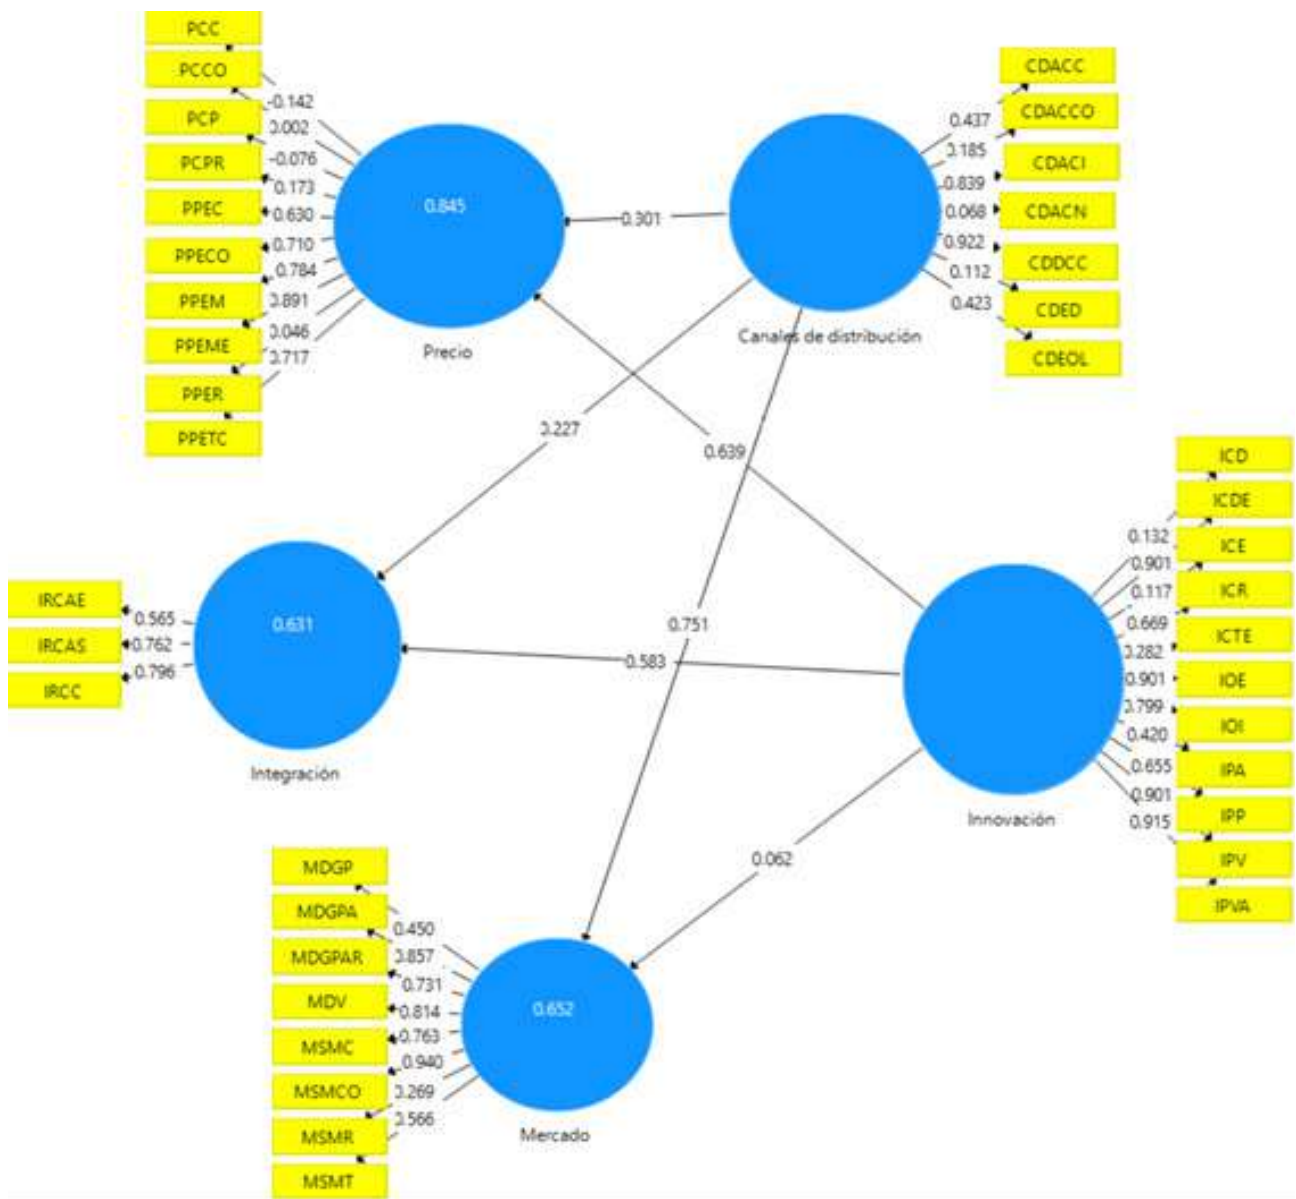 PCC
PCCO
PCP
PCPR
PPEC
PPECO
PPEM
PPEME
PPER
PPETC
-0.142
0.002
-0.076
0.173
0.630
0.710
0.784
0.891
0.046
0.717
0.845
Precio
0.301
Canales de distribución
CDACC
CDACCO
CDACI
CDACN
CDDCC
CDED
CDEOL
0.437
0.185
0.839
0.068
0.922
0.112
0.423
0.227
0.639
0.751
0.583
0.062
IRCAE
IRCAS
IRCC
0.565
0.762
0.796
0.631
Integración
ICD
ICDE
ICE
ICR
ICTE
IOE
IOI
IPA
IPP
IPV
IPVA
0.132
0.901
0.117
0.669
0.282
0.901
0.799
0.420
0.655
0.901
0.915
Innovación
MDGP
MDGPA
MDGPAR
MDV
MSMC
MSMCO
MSMR
MSMT
0.450
0.857
0.731
0.814
0.763
0.940
0.269
0.566
0.652
Mercado